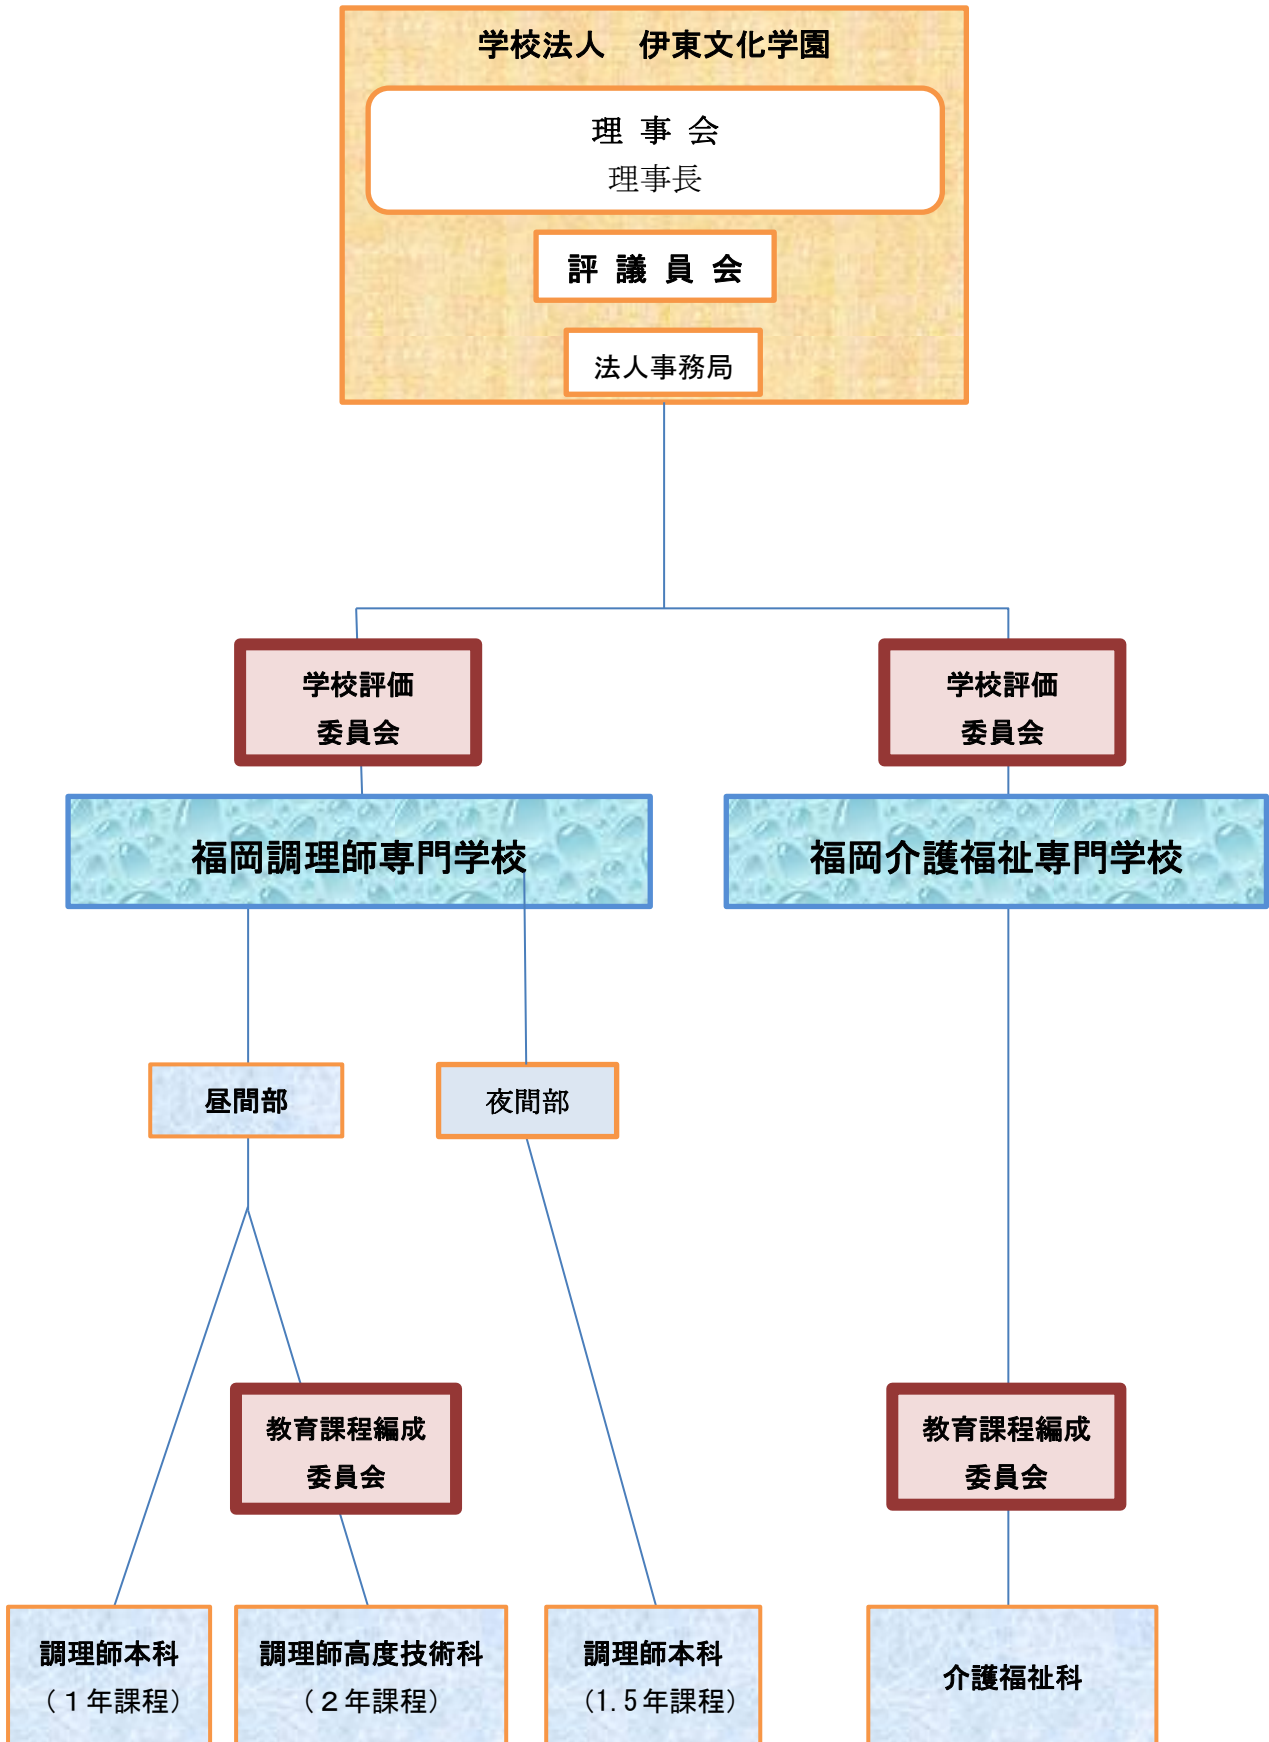 学校法人　伊東文化学園
理 事 会
理事長
評 議 員 会
法人事務局
学校評価
委員会
学校評価
委員会
福岡調理師専門学校
福岡介護福祉専門学校
昼間部
夜間部
教育課程編成
委員会
教育課程編成
委員会
調理師本科
（１年課程）
調理師高度技術科
（２年課程）
調理師本科
（1.5年課程）
介護福祉科